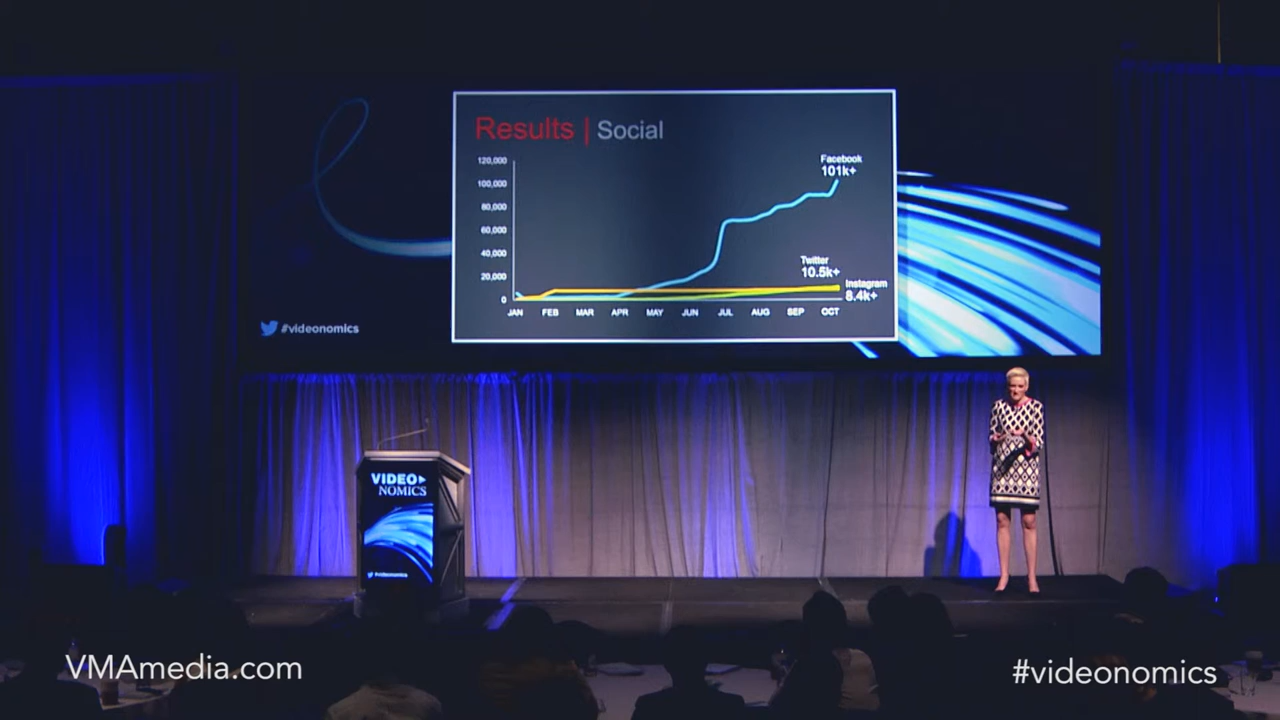 Results | Social
120,000
100,000
80,000
60,000
40,000
20,000
0
Facebook
101k+
Twitter
10.5k+
Instagram
8.4k+
JAN FEB MAR APR MAY JUN JUL AUG SEP OCT
#videonomics
VIDEO
NOMICS
#videonomics
VMAmedia.com
#videonomics